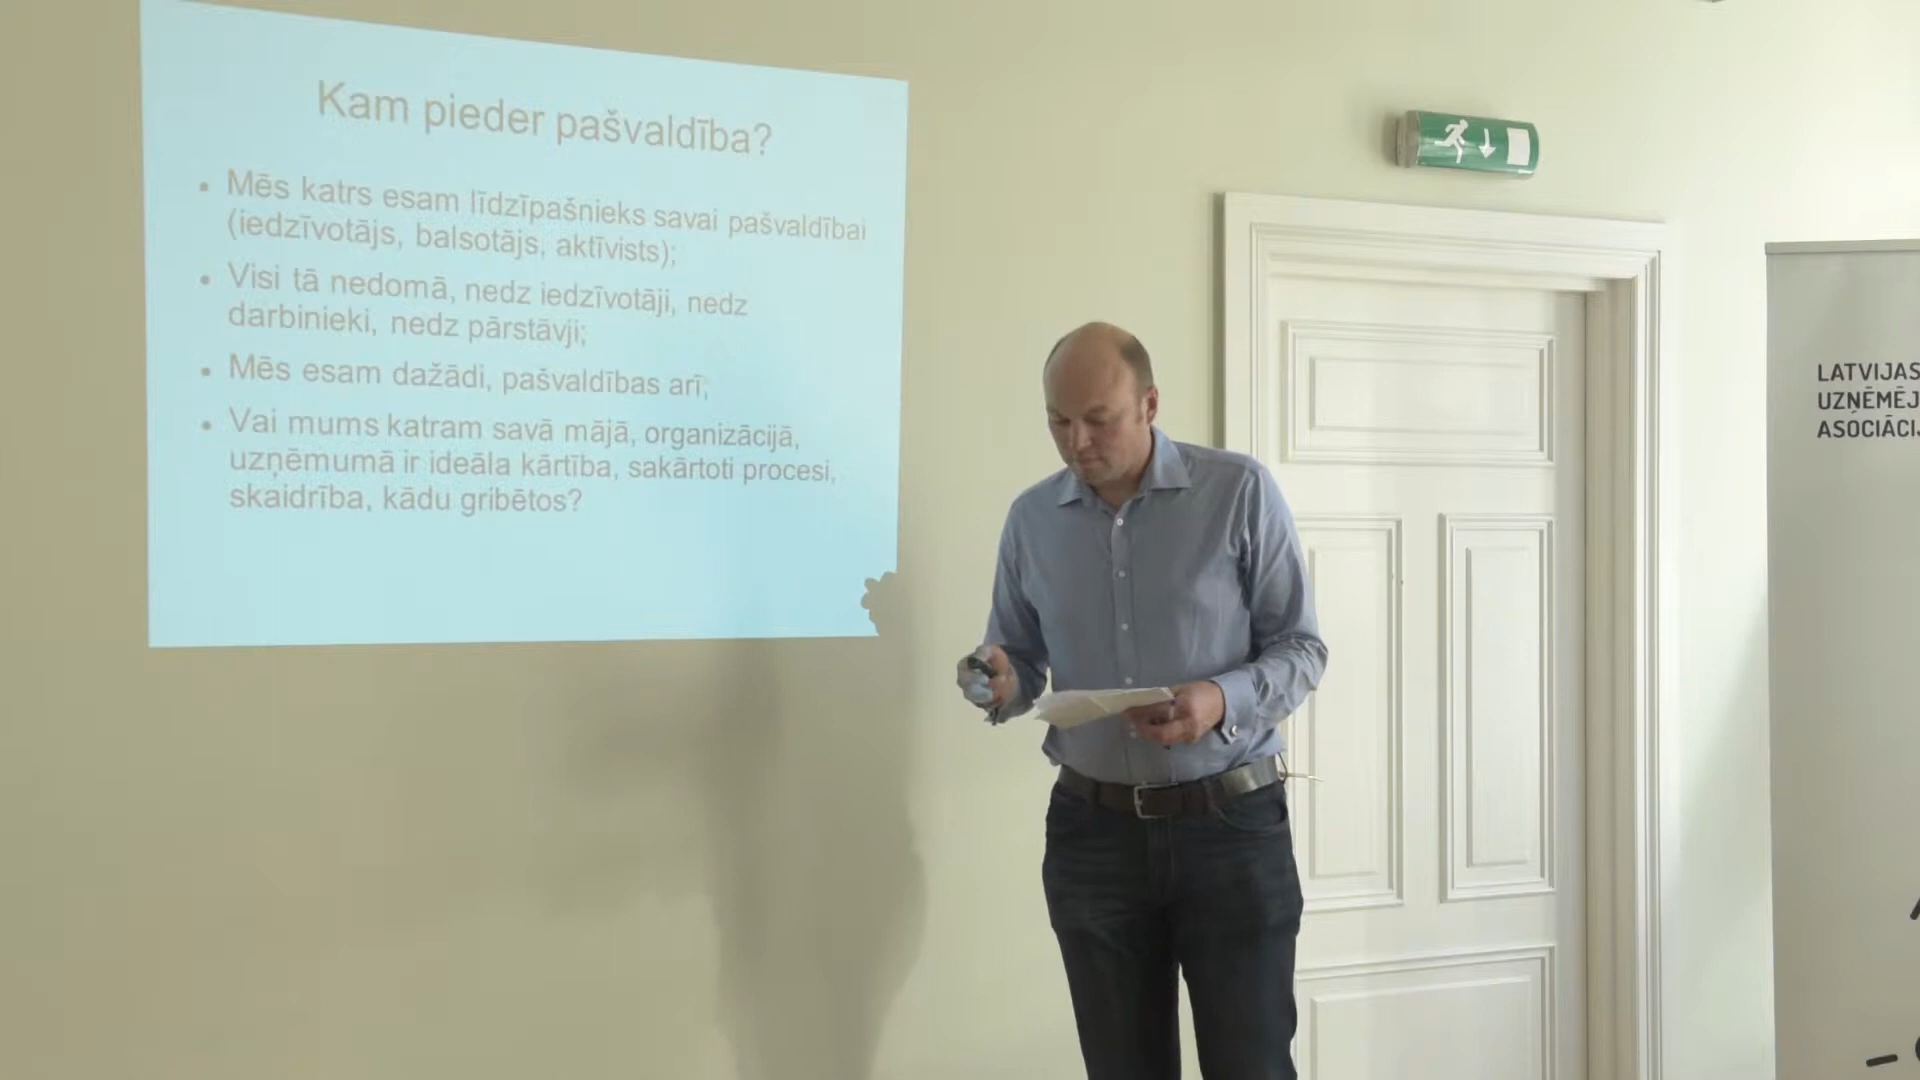 Kam pieder pašvaldība?
Mēs katrs esam līdzīpašnieks savai pašvaldībai
(iedzīvotājs, balsotājs, aktīvists);
Visi tā nedomā, nedz iedzīvotāji, nedz
darbinieki, nedz pārstāvji;
Mēs esam dažādi, pašvaldības arī;
Vai mums katram savā mājā, organizācijā,
uzņēmumā ir ideāla kārtība, sakārtoti procesi,
skaidrība, kādu gribētos?
LATVIJAS
UZŅĒMĒJ
ASOCIĀCIJ